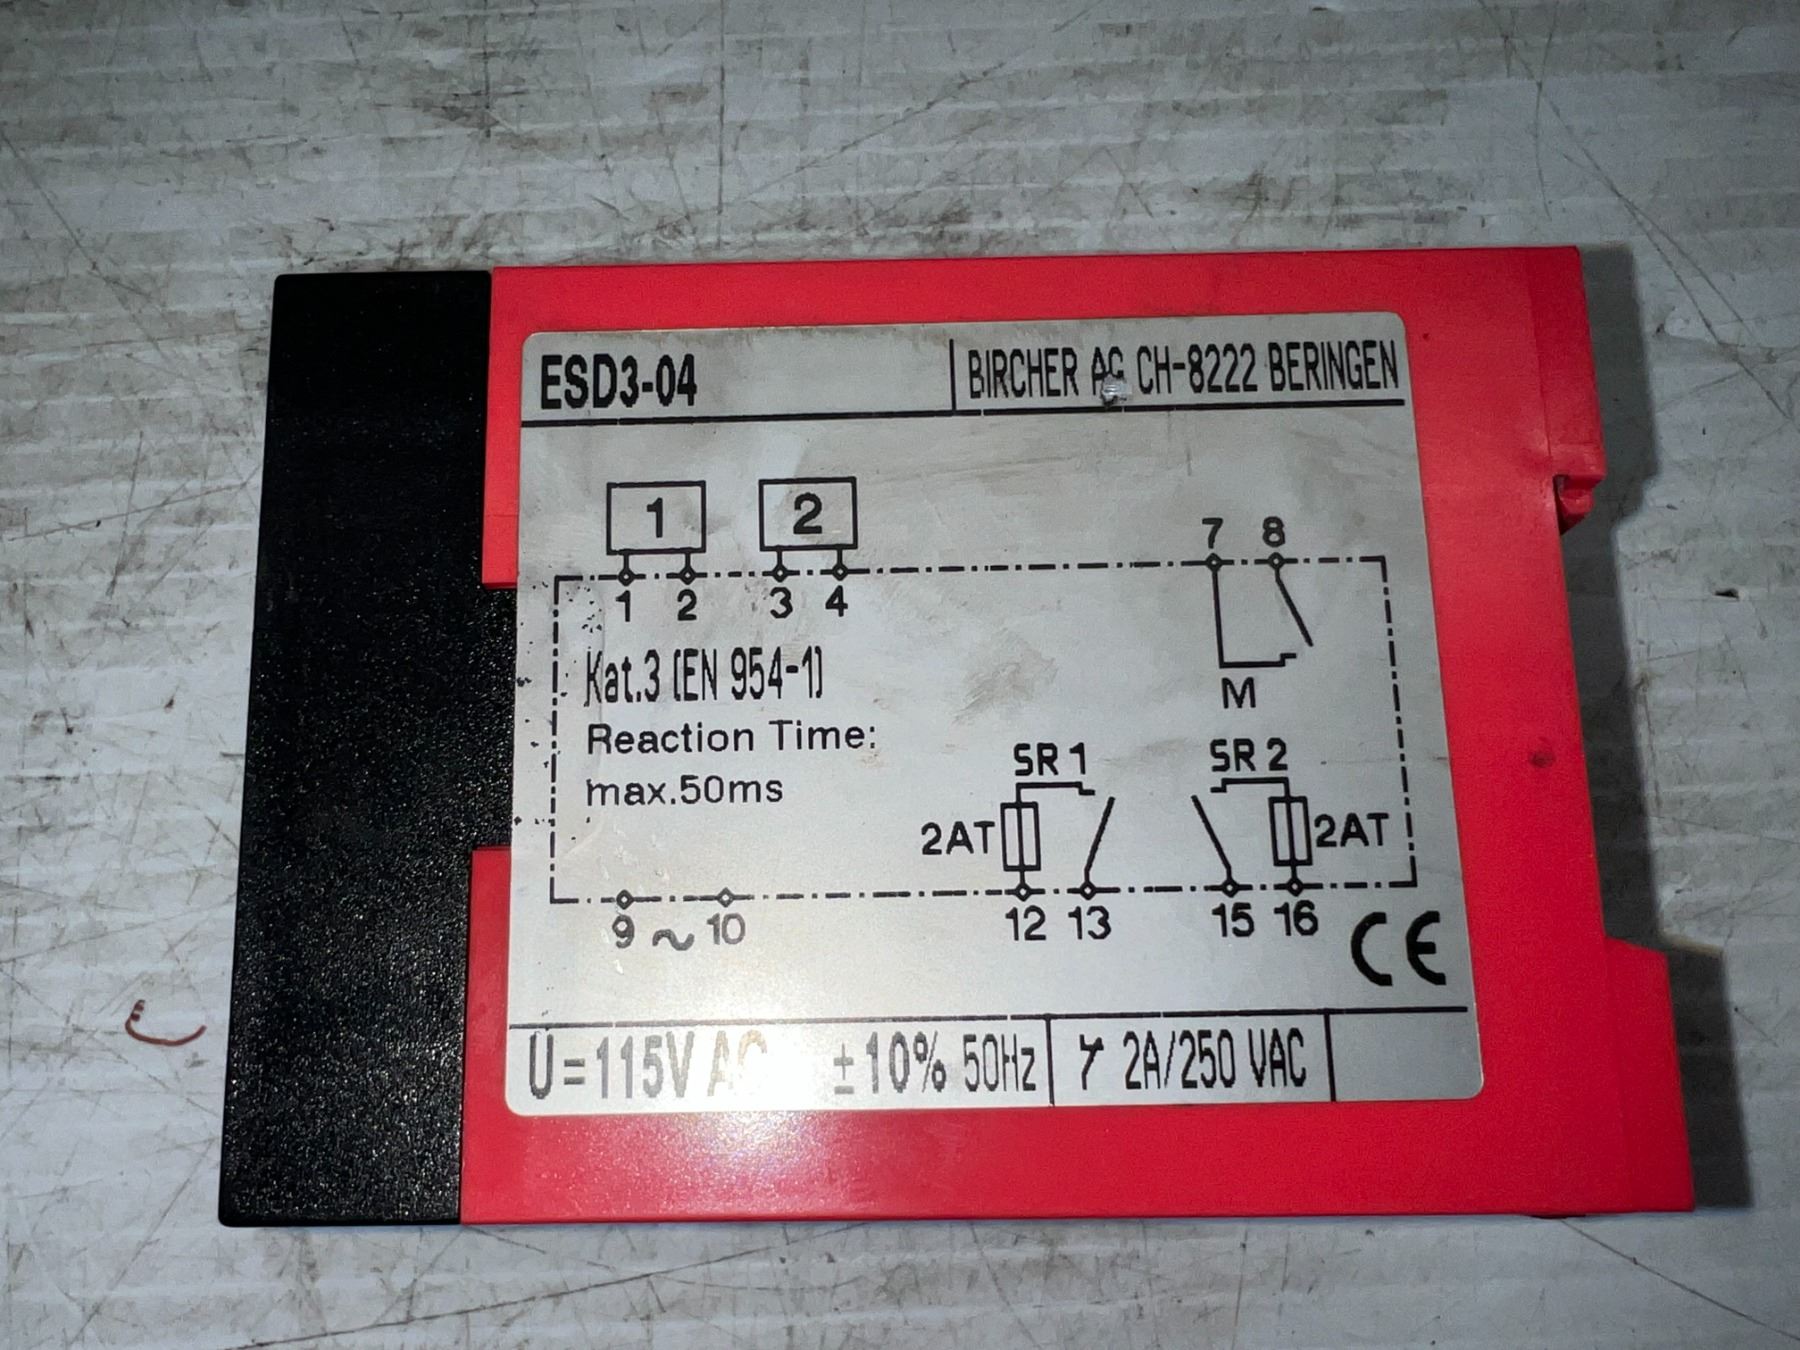 ESD3-04 BIRCHER AG CH-8222 BERINGEN
1 2
7 8
1 2 3 4
Kat.3 (EN 954-1)
M
Reaction Time:
SR 1 SR 2
max.50ms
2AT 2AT
9 ~ 10 12 13 15 16
CE
U=115V AC ±10% 50Hz 2A/250 VAC